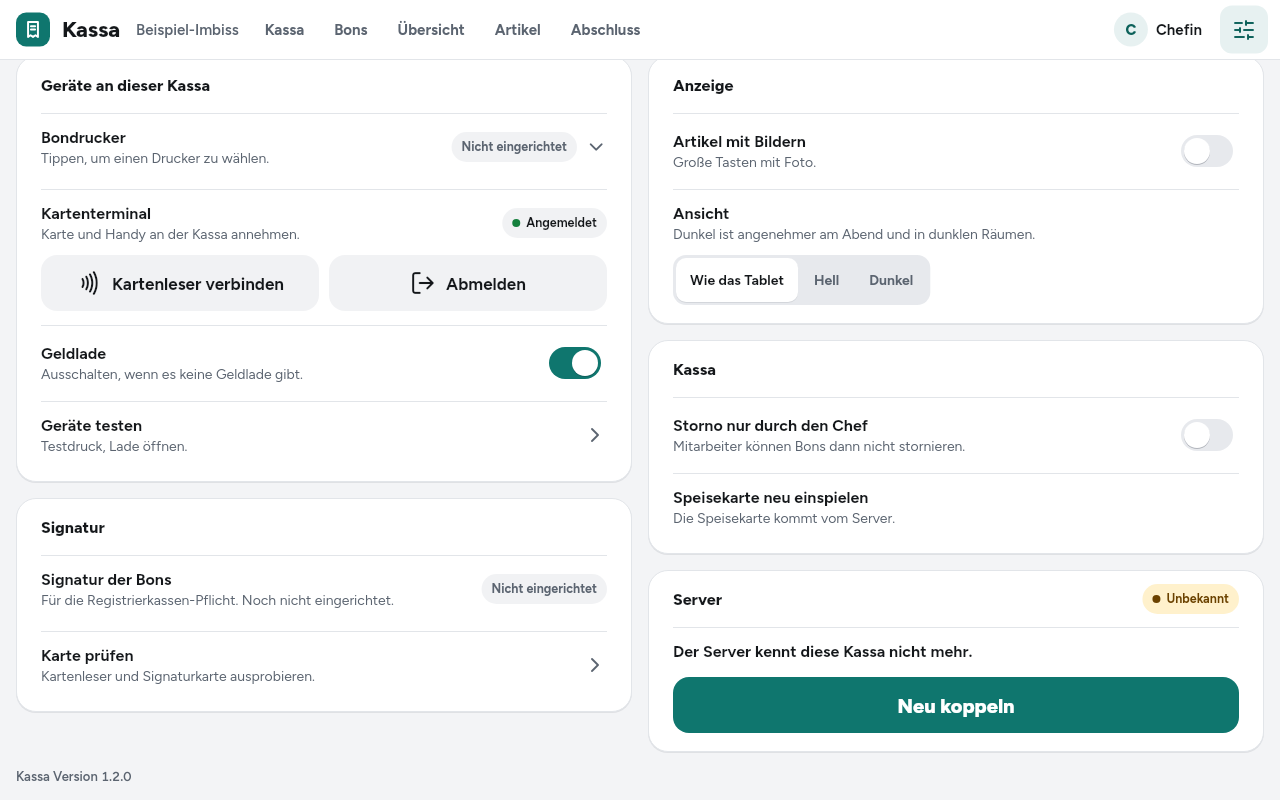 Kassa
Beispiel-Imbiss
Kassa
Bons
Übersicht
Artikel
Abschluss
C
Chefin
Geräte an dieser Kassa
Bondrucker
Tippen, um einen Drucker zu wählen.
Nicht eingerichtet
Kartenterminal
Karte und Handy an der Kassa annehmen.
Angemeldet
Kartenleser verbinden
Abmelden
Geldlade
Ausschalten, wenn es keine Geldlade gibt.
Geräte testen
Testdruck, Lade öffnen.
Signatur
Signatur der Bons
Für die Registrierkassen-Pflicht. Noch nicht eingerichtet.
Nicht eingerichtet
Karte prüfen
Kartenleser und Signaturkarte ausprobieren.
Anzeige
Artikel mit Bildern
Große Tasten mit Foto.
Ansicht
Dunkel ist angenehmer am Abend und in dunklen Räumen.
Wie das Tablet
Hell
Dunkel
Kassa
Storno nur durch den Chef
Mitarbeiter können Bons dann nicht stornieren.
Speisekarte neu einspielen
Die Speisekarte kommt vom Server.
Server
Unbekannt
Der Server kennt diese Kassa nicht mehr.
Neu koppeln
Kassa Version 1.2.0